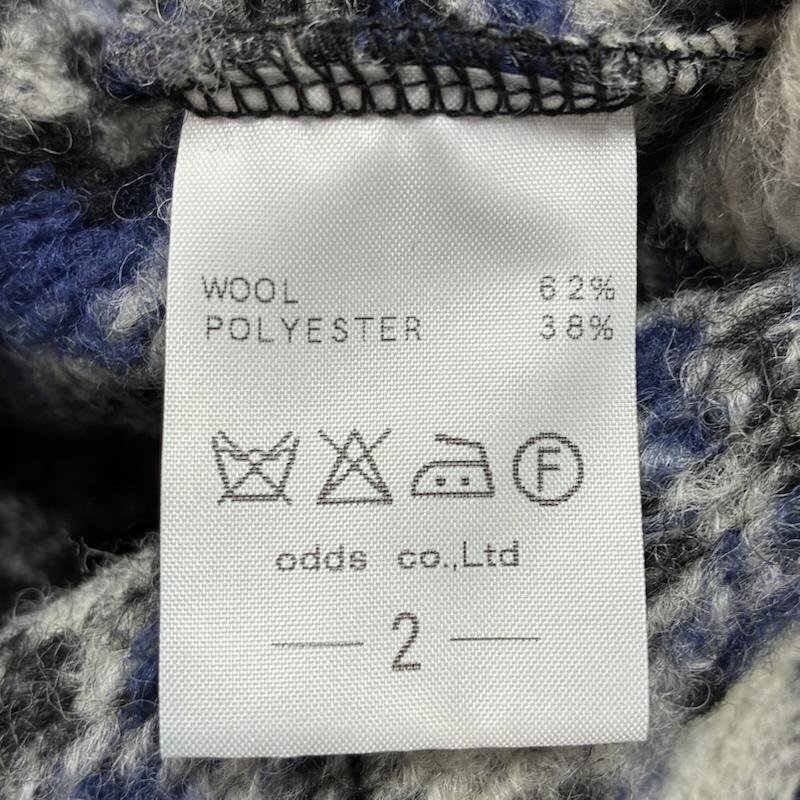 WOOL 62%
POLYESTER 38%
F
odds co.,Ltd
2